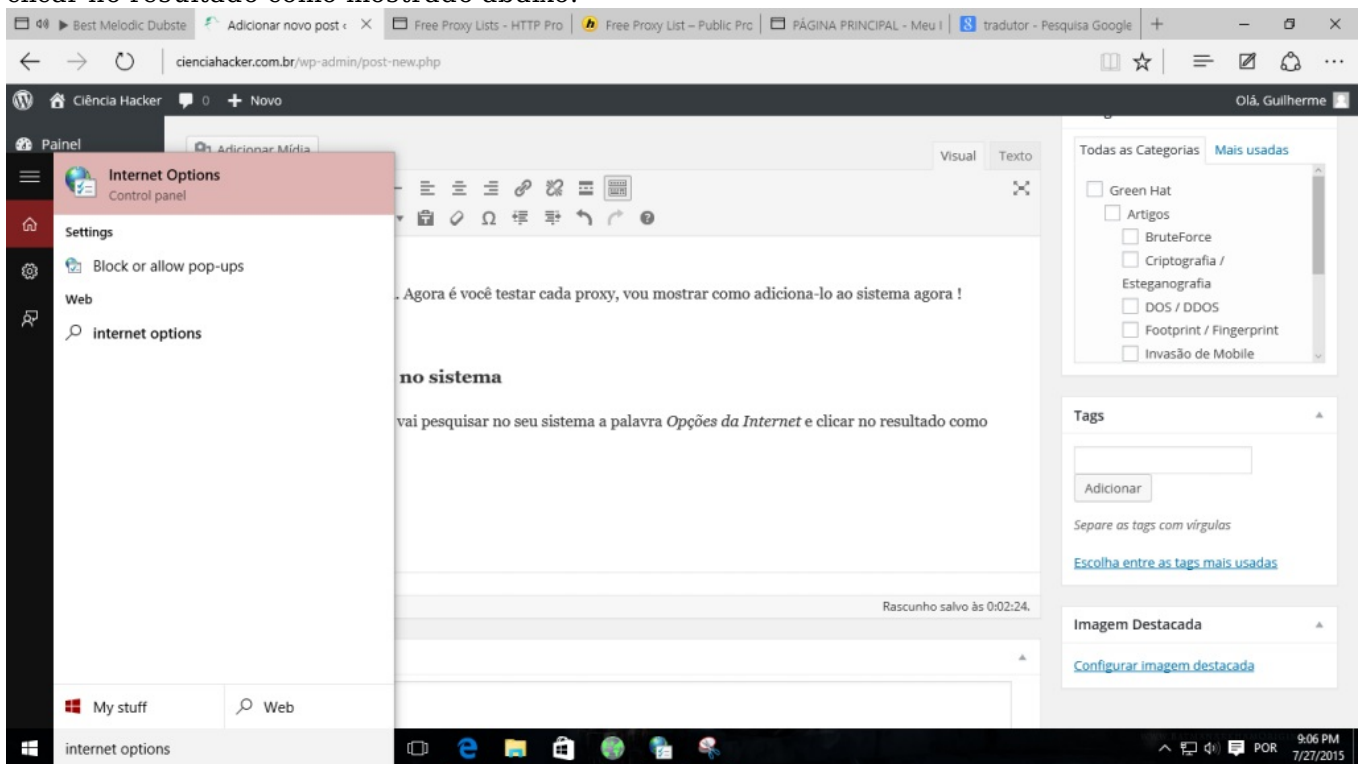 clicar no resultado como mostrado abaixo:
Best Melodic Dubste
Adicionar novo post ‹
Free Proxy Lists - HTTP Pro
Free Proxy List – Public Pro
PÁGINA PRINCIPAL - Meu I
tradutor - Pesquisa Google
cienciahacker.com.br/wp-admin/post-new.php
Ciência Hacker 0 + Novo
Olá, Guilherme
Painel
Adicionar Mídia
Visual Texto
Internet Options
Control panel
Settings
Block or allow pop-ups
Web
internet options
. Agora é você testar cada proxy, vou mostrar como adiciona-lo ao sistema agora !
no sistema
vai pesquisar no seu sistema a palavra Opções da Internet e clicar no resultado como
Rascunho salvo às 0:02:24.
Todas as Categorias Mais usadas
Green Hat
Artigos
BruteForce
Criptografia /
Esteganografia
DOS / DDOS
Footprint / Fingerprint
Invasão de Mobile
Tags
Adicionar
Separe as tags com vírgulas
Escolha entre as tags mais usadas
Imagem Destacada
Configurar imagem destacada
My stuff
Web
internet options
POR
9:06 PM
7/27/2015